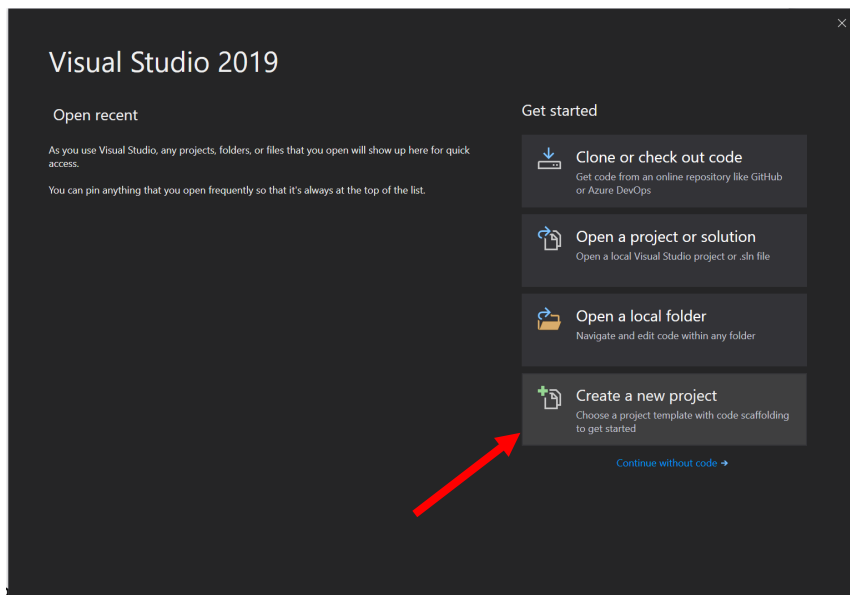 Visual Studio 2019
Open recent
As you use Visual Studio, any projects, folders, or files that you open will show up here for quick
access.
You can pin anything that you open frequently so that it's always at the top of the list.
Get started
Clone or check out code
Get code from an online repository like GitHub
or Azure DevOps
Open a project or solution
Open a local Visual Studio project or .sln file
Open a local folder
Navigate and edit code within any folder
Create a new project
Choose a project template with code scaffolding
to get started
Continue without code →